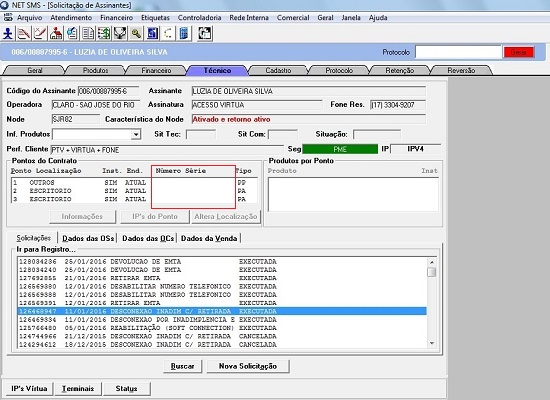 NET SMS - [Solicitação de Assinantes]
Arquivo Atendimento Financeiro Etiquetas Controladoria Rede Interna Comercial Geral Janela Ajuda
006/00887995-6 - LUZIA DE OLIVEIRA SILVA Protocolo Gerar
Geral Produtos Financeiro Técnico Cadastro Protocolo Retenção Reversão
Código do Assinante 006/00887995-6 Assinante LUZIA DE OLIVEIRA SILVA
Operadora CLARO - SAO JOSE DO RIO Assinatura ACESSO VIRTUA Fone Res. (17) 3304-9207
Node SJR82 Característica do Node Ativado e retorno ativo
Inf. Produtos Sit Tec: Sit Com: Situação:
Perf. Cliente PTV + VIRTUA + FONE Seg PME IP IPV4
Pontos do Contrato Produtos por Ponto
Ponto Localização Inst. End. Número Série Tipo Produto Inst
1 OUTROS SIM ATUAL PP
2 ESCRITORIO SIM ATUAL PA
3 ESCRITORIO SIM ATUAL PA
Informações IP's do Ponto Altera Localização
Solicitações Dados das OSs Dados das OCs Dados da Venda
Ir para Registro...
128034236 25/01/2016 DEVOLUCAO DE EMTA EXECUTADA
128034240 25/01/2016 DEVOLUCAO DE EMTA EXECUTADA
127692855 21/01/2016 RETIRAR EMTA EXECUTADA
126569380 12/01/2016 DESABILITAR NUMERO TELEFONICO EXECUTADA
126569388 12/01/2016 DESABILITAR NUMERO TELEFONICO EXECUTADA
126569391 12/01/2016 RETIRAR EMTA EXECUTADA
126468947 11/01/2016 DESCONEXAO INADIM C/ RETIRADA EXECUTADA
126469334 11/01/2016 DESCONEXAO POR INADIMPLENCIA E EXECUTADA
125746480 05/01/2016 REABILITAÇÃO (SOFT CONNECTION) EXECUTADA
124744966 21/12/2015 DESCONEXAO INADIM C/ RETIRADA CANCELADA
124294612 18/12/2015 DESCONEXAO INADIM C/ RETIRADA CANCELADA
Buscar Nova Solicitação
IP's Vírtua Terminais Status